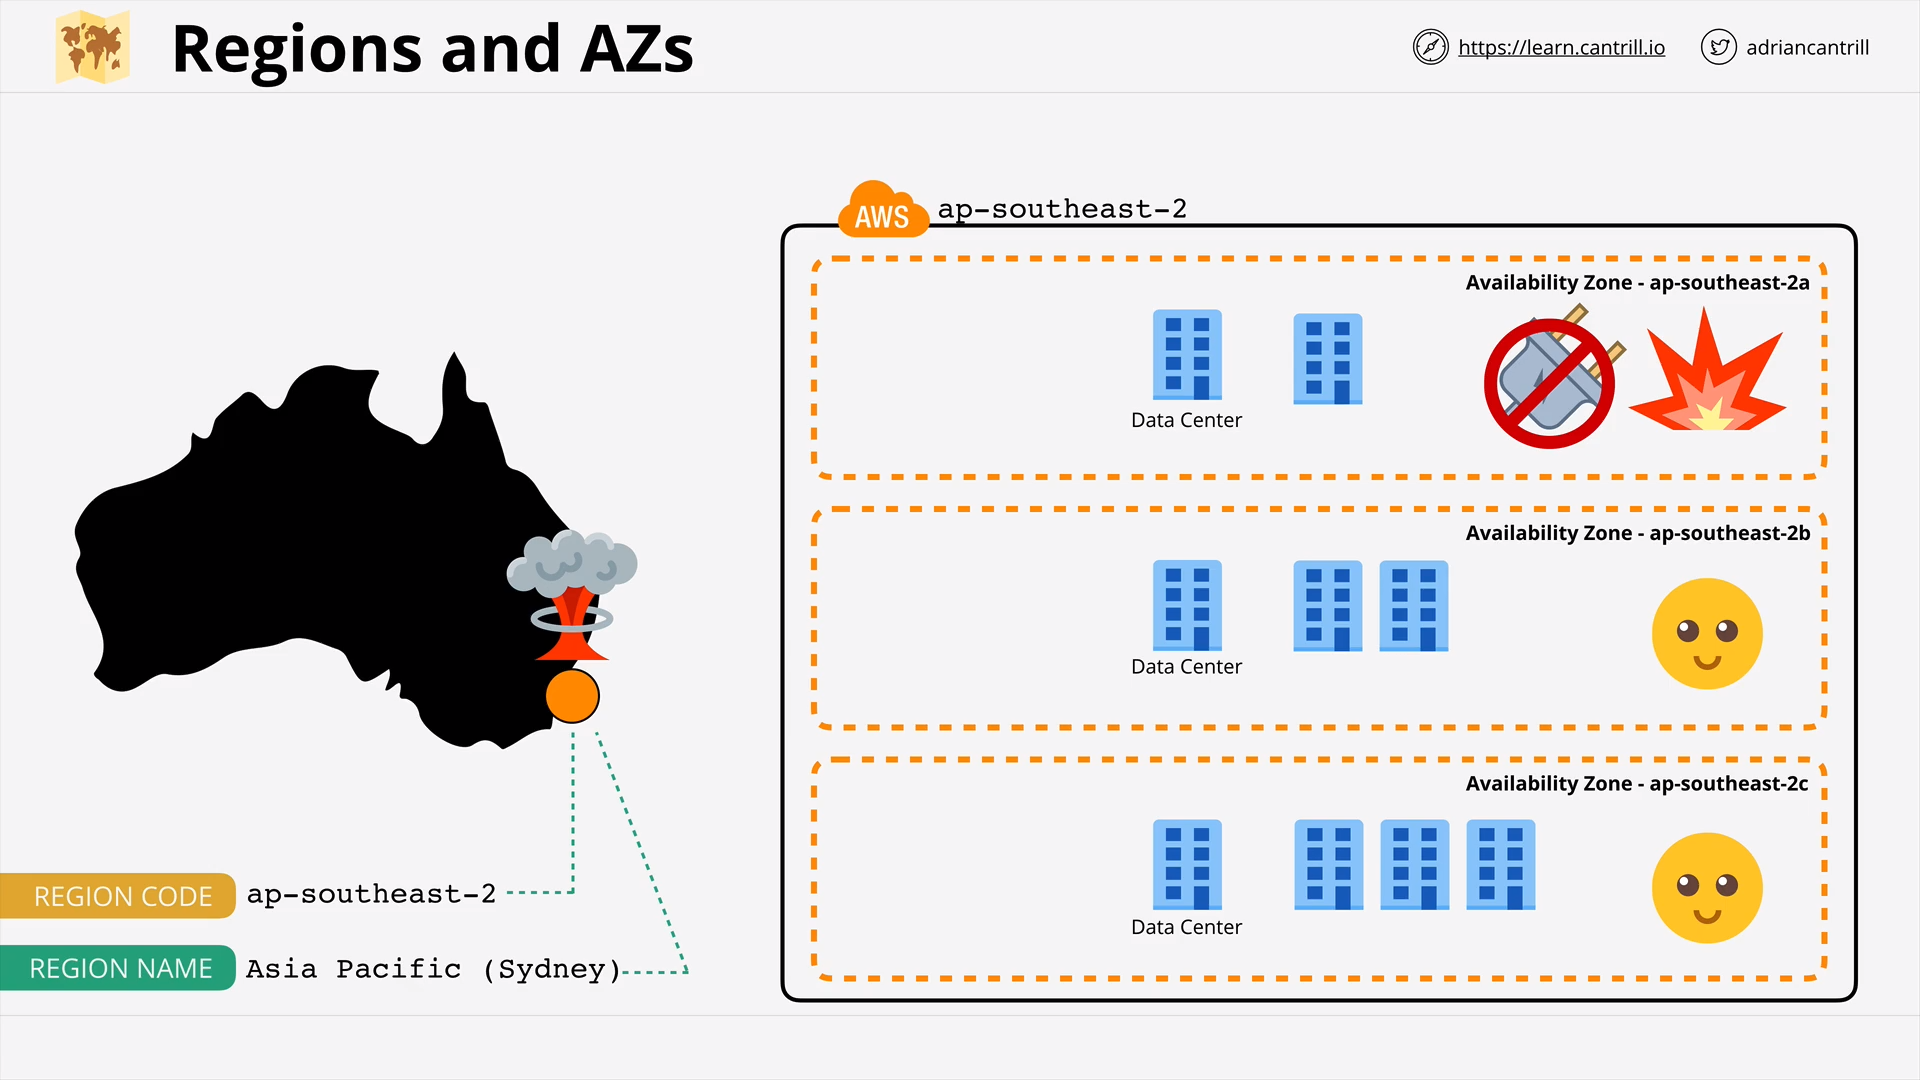 Regions and AZs
https://learn.cantrill.io
adriancantrill
AWS
ap-southeast-2
Availability Zone - ap-southeast-2a
Data Center
Availability Zone - ap-southeast-2b
Data Center
Availability Zone - ap-southeast-2c
Data Center
REGION CODE
ap-southeast-2
REGION NAME
Asia Pacific (Sydney)